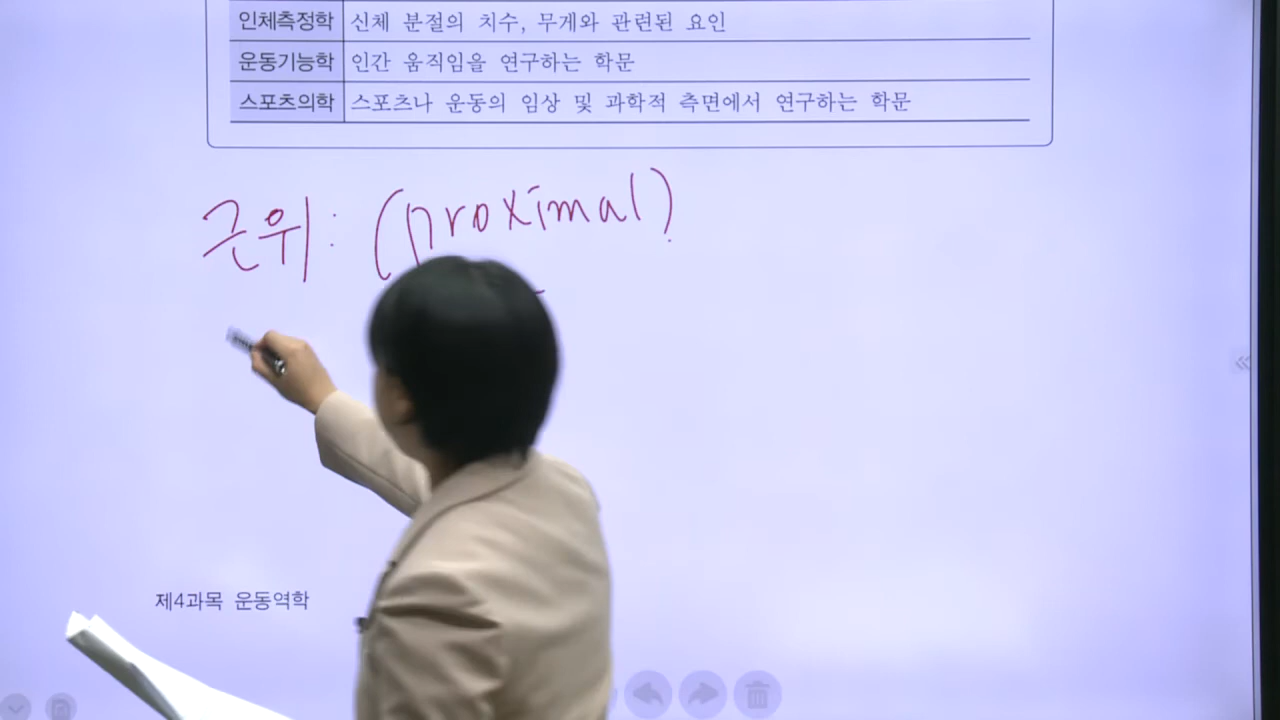 인체측정학 신체 분절의 치수, 무게와 관련된 요인
운동기능학 인간 움직임을 연구하는 학문
스포츠의학 스포츠나 운동의 임상 및 과학적 측면에서 연구하는 학문
근위 : (proximal)
제4과목 운동역학